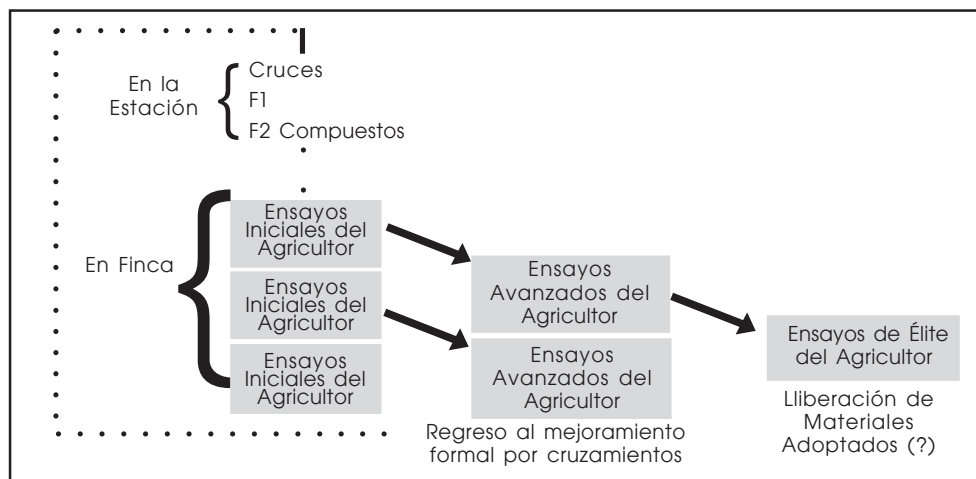 En la
Estación
Cruces
F1
F2 Compuestos
En Finca
Ensayos
Iniciales del
Agricultor
Ensayos
Iniciales del
Agricultor
Ensayos
Iniciales del
Agricultor
Ensayos
Avanzados del
Agricultor
Ensayos
Avanzados del
Agricultor
Regreso al mejoramiento
formal por cruzamientos
Ensayos de Élite
del Agricultor
Lliberación de
Materiales
Adoptados (?)